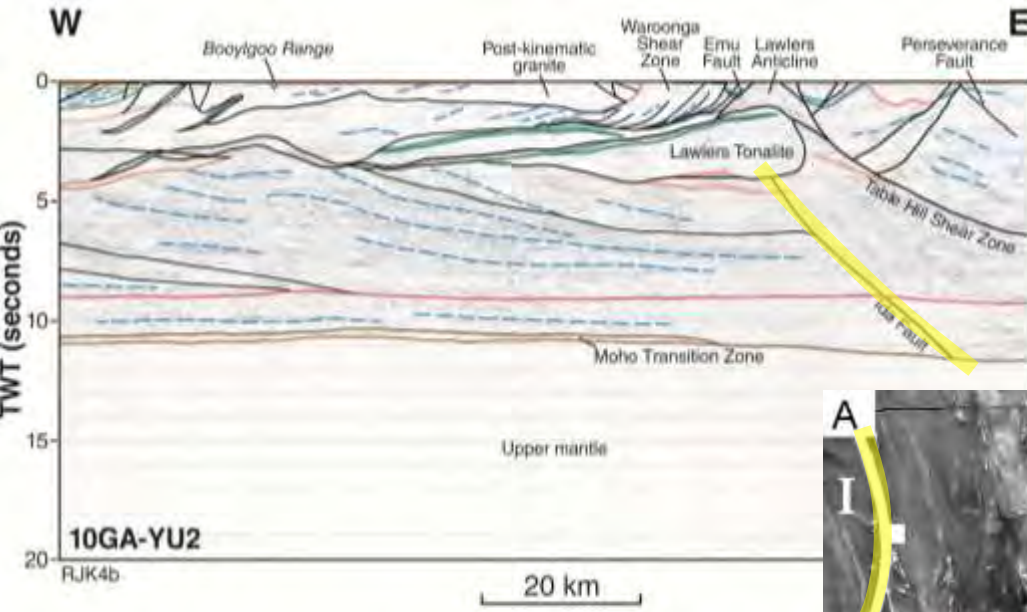 W
E
Booylgoo Range
Post-kinematic
granite
Waroonga
Shear
Zone
Emu
Fault
Lawlers
Anticline
Perseverance
Fault
0
5
10
15
20
TWT (seconds)
Lawlers Tonalite
Table Hill Shear Zone
Fault
Moho Transition Zone
Upper mantle
10GA-YU2
RJK4b
20 km
A
I